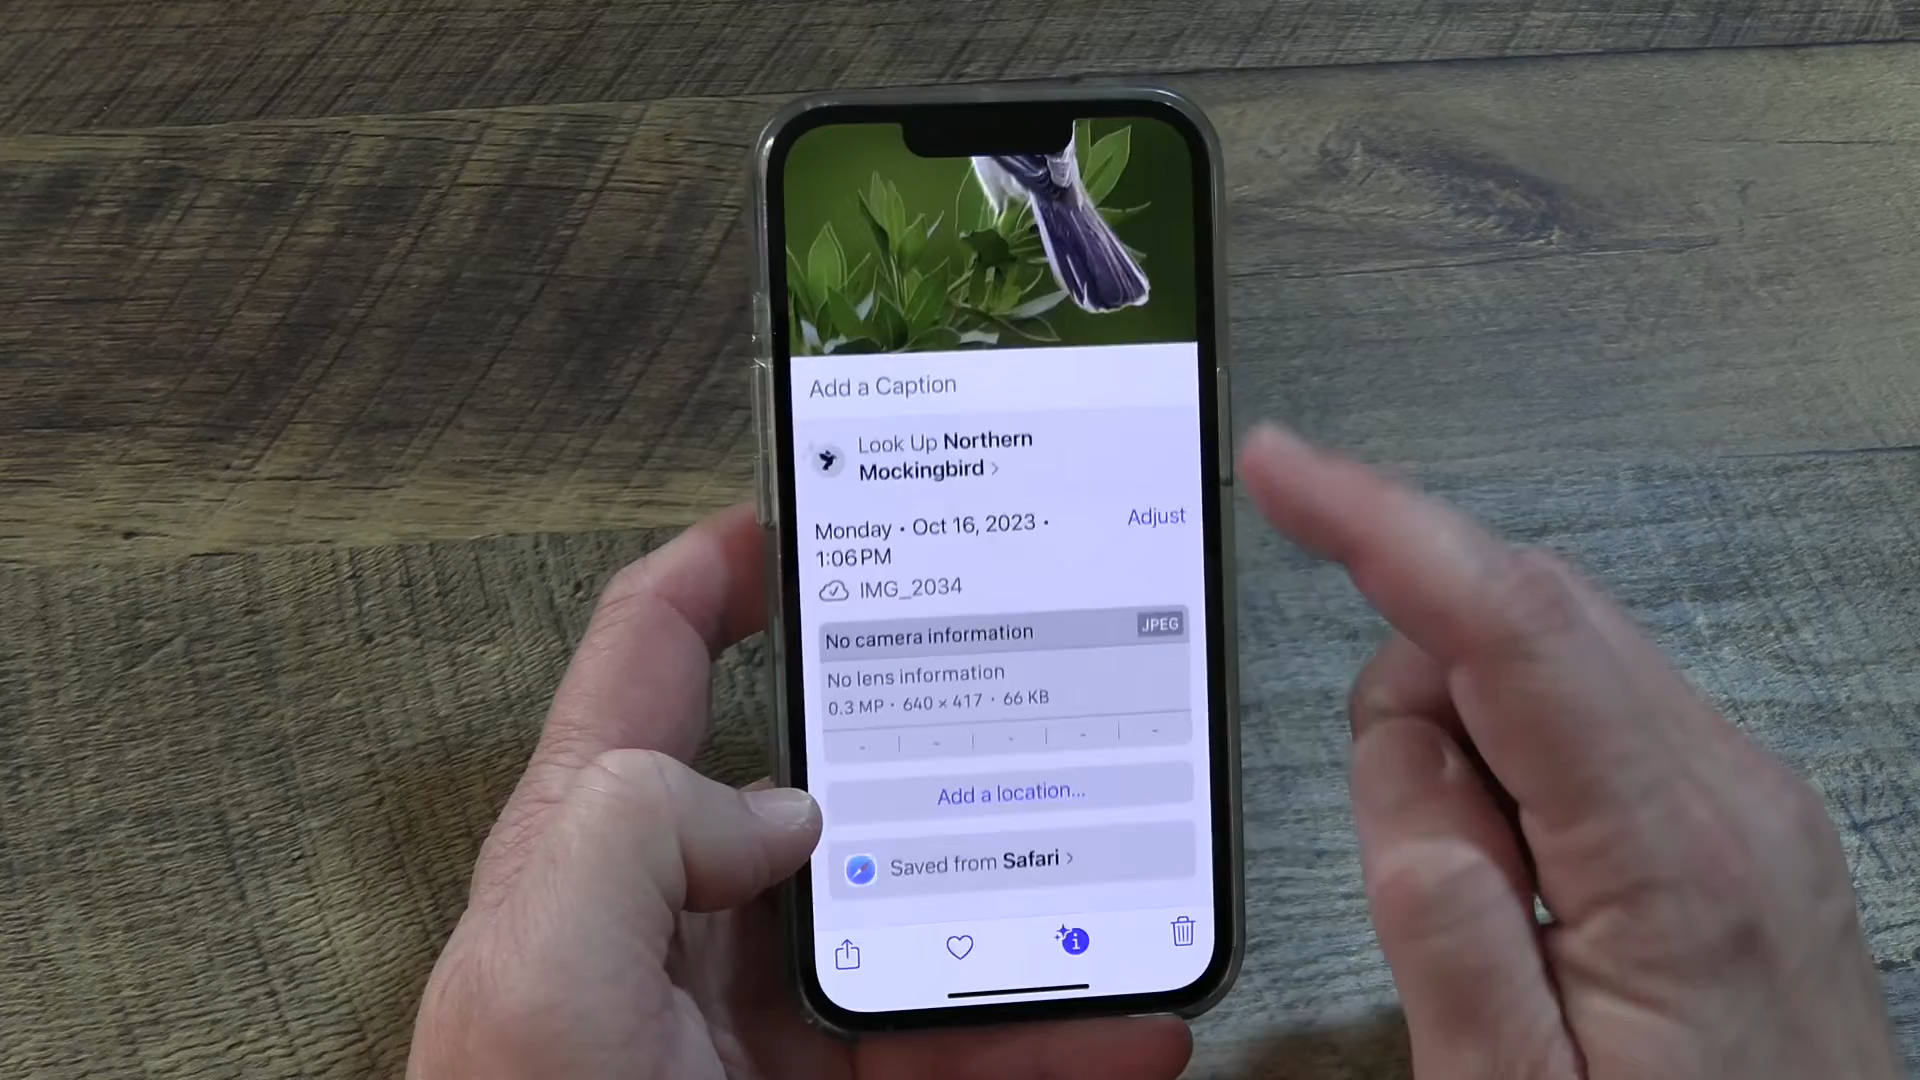 Add a Caption
Look Up Northern
Mockingbird >
Monday • Oct 16, 2023 •
Adjust
1:06 PM
IMG_2034
No camera information
JPEG
No lens information
0.3 MP • 640 × 417 • 66 KB
- | - | - | - | -
Add a location...
Saved from Safari >